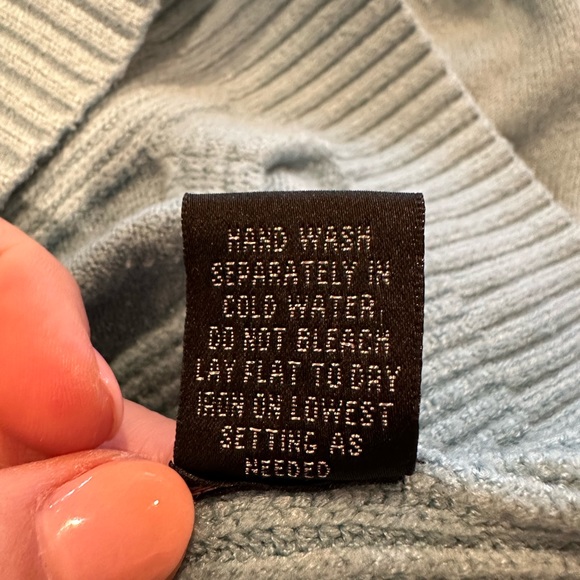 HAND WASH
SEPARATELY IN
COLD WATER,
DO NOT BLEACH
LAY FLAT TO DRY
IRON ON LOWEST
SETTING AS
NEEDED